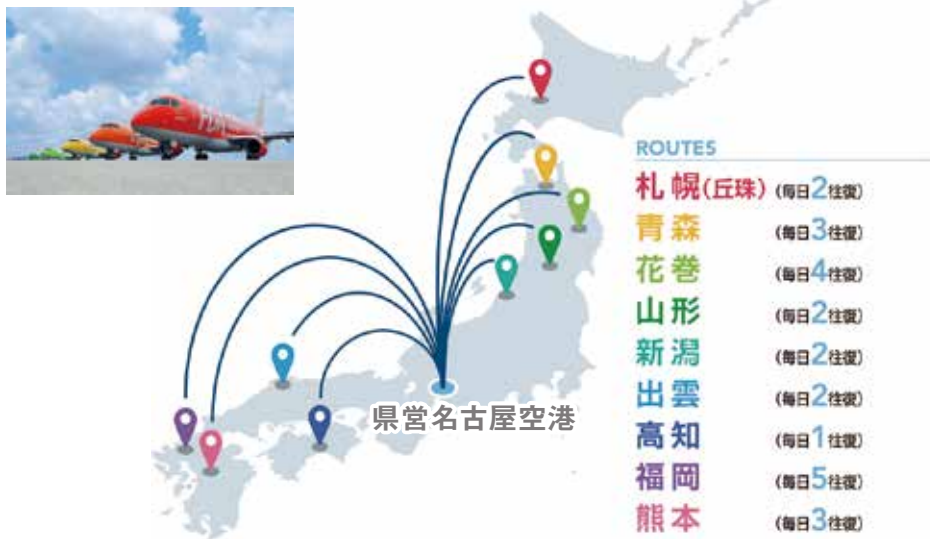 FDA
ROUTES
札幌(丘珠) (毎日2往復)
青森 (毎日3往復)
花巻 (毎日4往復)
山形 (毎日2往復)
新潟 (毎日2往復)
出雲 (毎日2往復)
高知 (毎日1往復)
福岡 (毎日5往復)
熊本 (毎日3往復)
県営名古屋空港